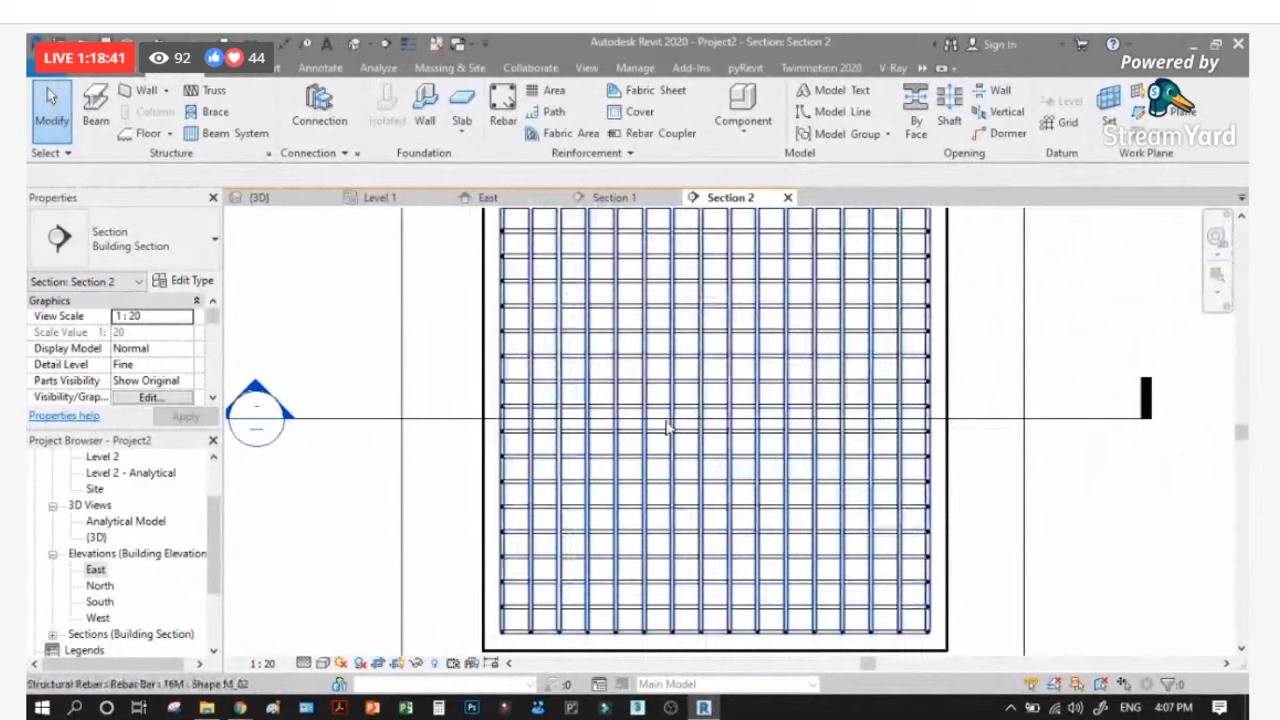 LIVE 1:18:41
92
44
Autodesk Revit 2020 - Project2 - Section: Section 2
Sign In
Powered by
StreamYard
Annotate Analyze Massing & Site Collaborate View Manage Add-Ins pyRevit Twinmotion 2020 V-Ray
Modify
Beam
Wall
Column
Floor
Truss
Brace
Beam System
Connection
Isolated
Wall
Slab
Rebar
Area
Path
Fabric Area
Fabric Sheet
Cover
Rebar Coupler
Component
Model Text
Model Line
Model Group
By
Face
Shaft
Wall
Vertical
Dormer
Level
Grid
Set
Plane
Select Structure Connection Foundation Reinforcement Model Opening Datum Work Plane
Properties
{3D} Level 1 East Section 1 Section 2
Section
Building Section
Section: Section 2 Edit Type
Graphics
View Scale 1 : 20
Scale Value 1: 20
Display Model Normal
Detail Level Fine
Parts Visibility Show Original
Visibility/Grap... Edit...
Properties help Apply
Project Browser - Project2
Level 2
Level 2 - Analytical
Site
3D Views
Analytical Model
{3D}
Elevations (Building Elevation
East
North
South
West
Sections (Building Section)
Legends
1 : 20
Structural Rebar : Rebar Bar : 16M - Shape M_02
:0
Main Model
:0
ENG 4:07 PM